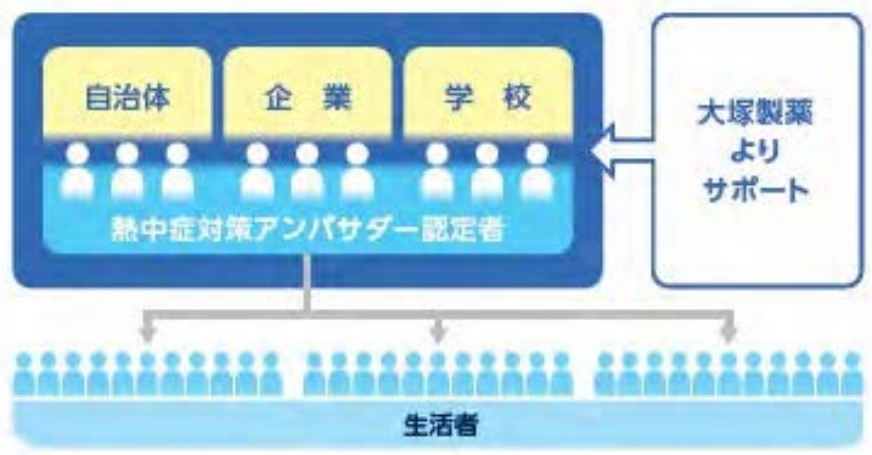 自治体
企業
学校
熱中症対策アンバサダー認定者
大塚製薬
より
サポート
生活者